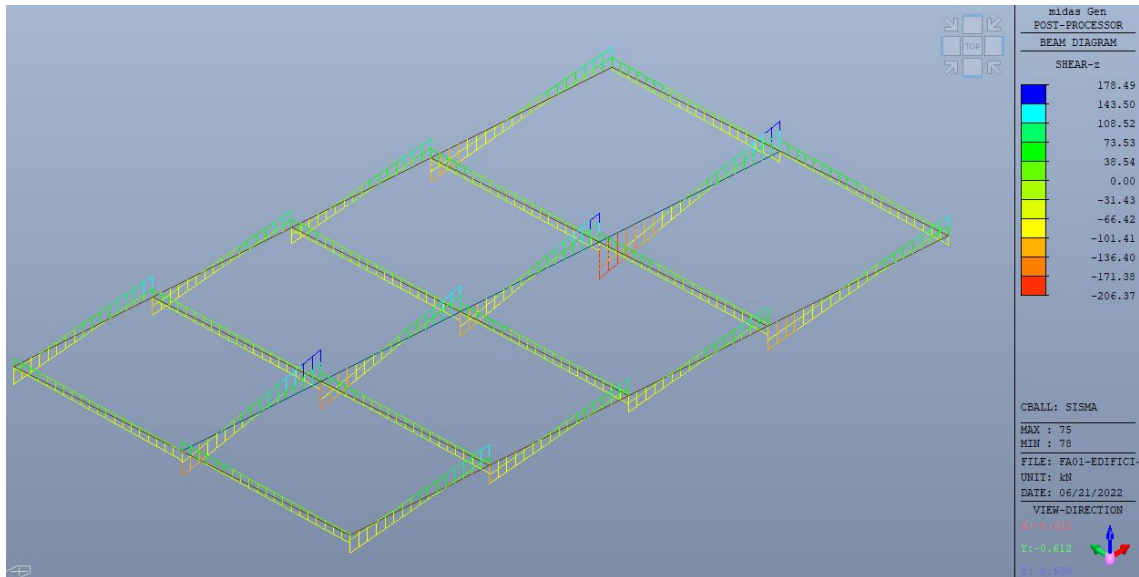 TOP
midas Gen
POST-PROCESSOR
BEAM DIAGRAM
SHEAR-z
178.49
143.50
108.52
73.53
38.54
0.00
-31.43
-66.42
-101.41
-136.40
-171.38
-206.37
CBALL: SISMA
MAX : 75
MIN : 78
FILE: FA01-EDIFICI-
UNIT: kN
DATE: 06/21/2022
VIEW-DIRECTION
Y:-0.612